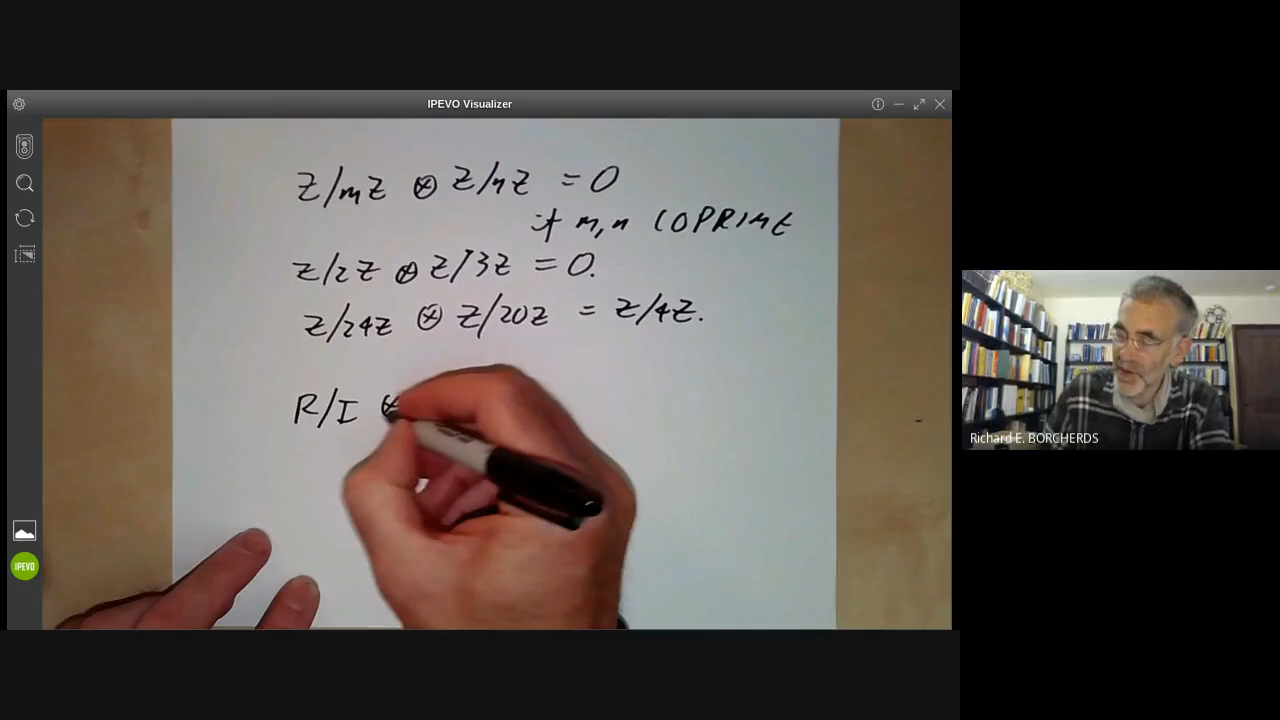 IPEVO Visualizer
Z/mZ ⊗ Z/nZ = 0
if m,n COPRIME
Z/2Z ⊗ Z/3Z = 0.
Z/24Z ⊗ Z/20Z = Z/4Z.
R/I ⊗
Richard E. BORCHERDS
IPEVO